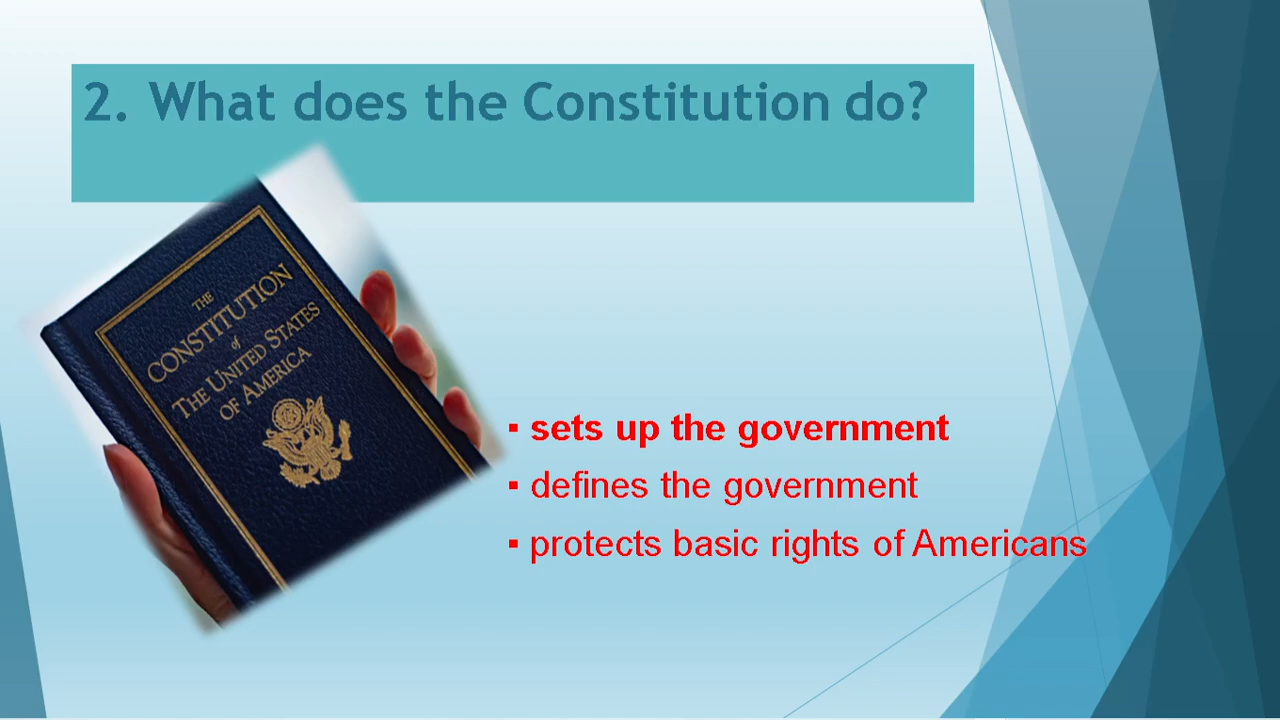 2. What does the Constitution do?
THE
CONSTITUTION
of
THE UNITED STATES
OF AMERICA
▪ sets up the government
▪ defines the government
▪ protects basic rights of Americans